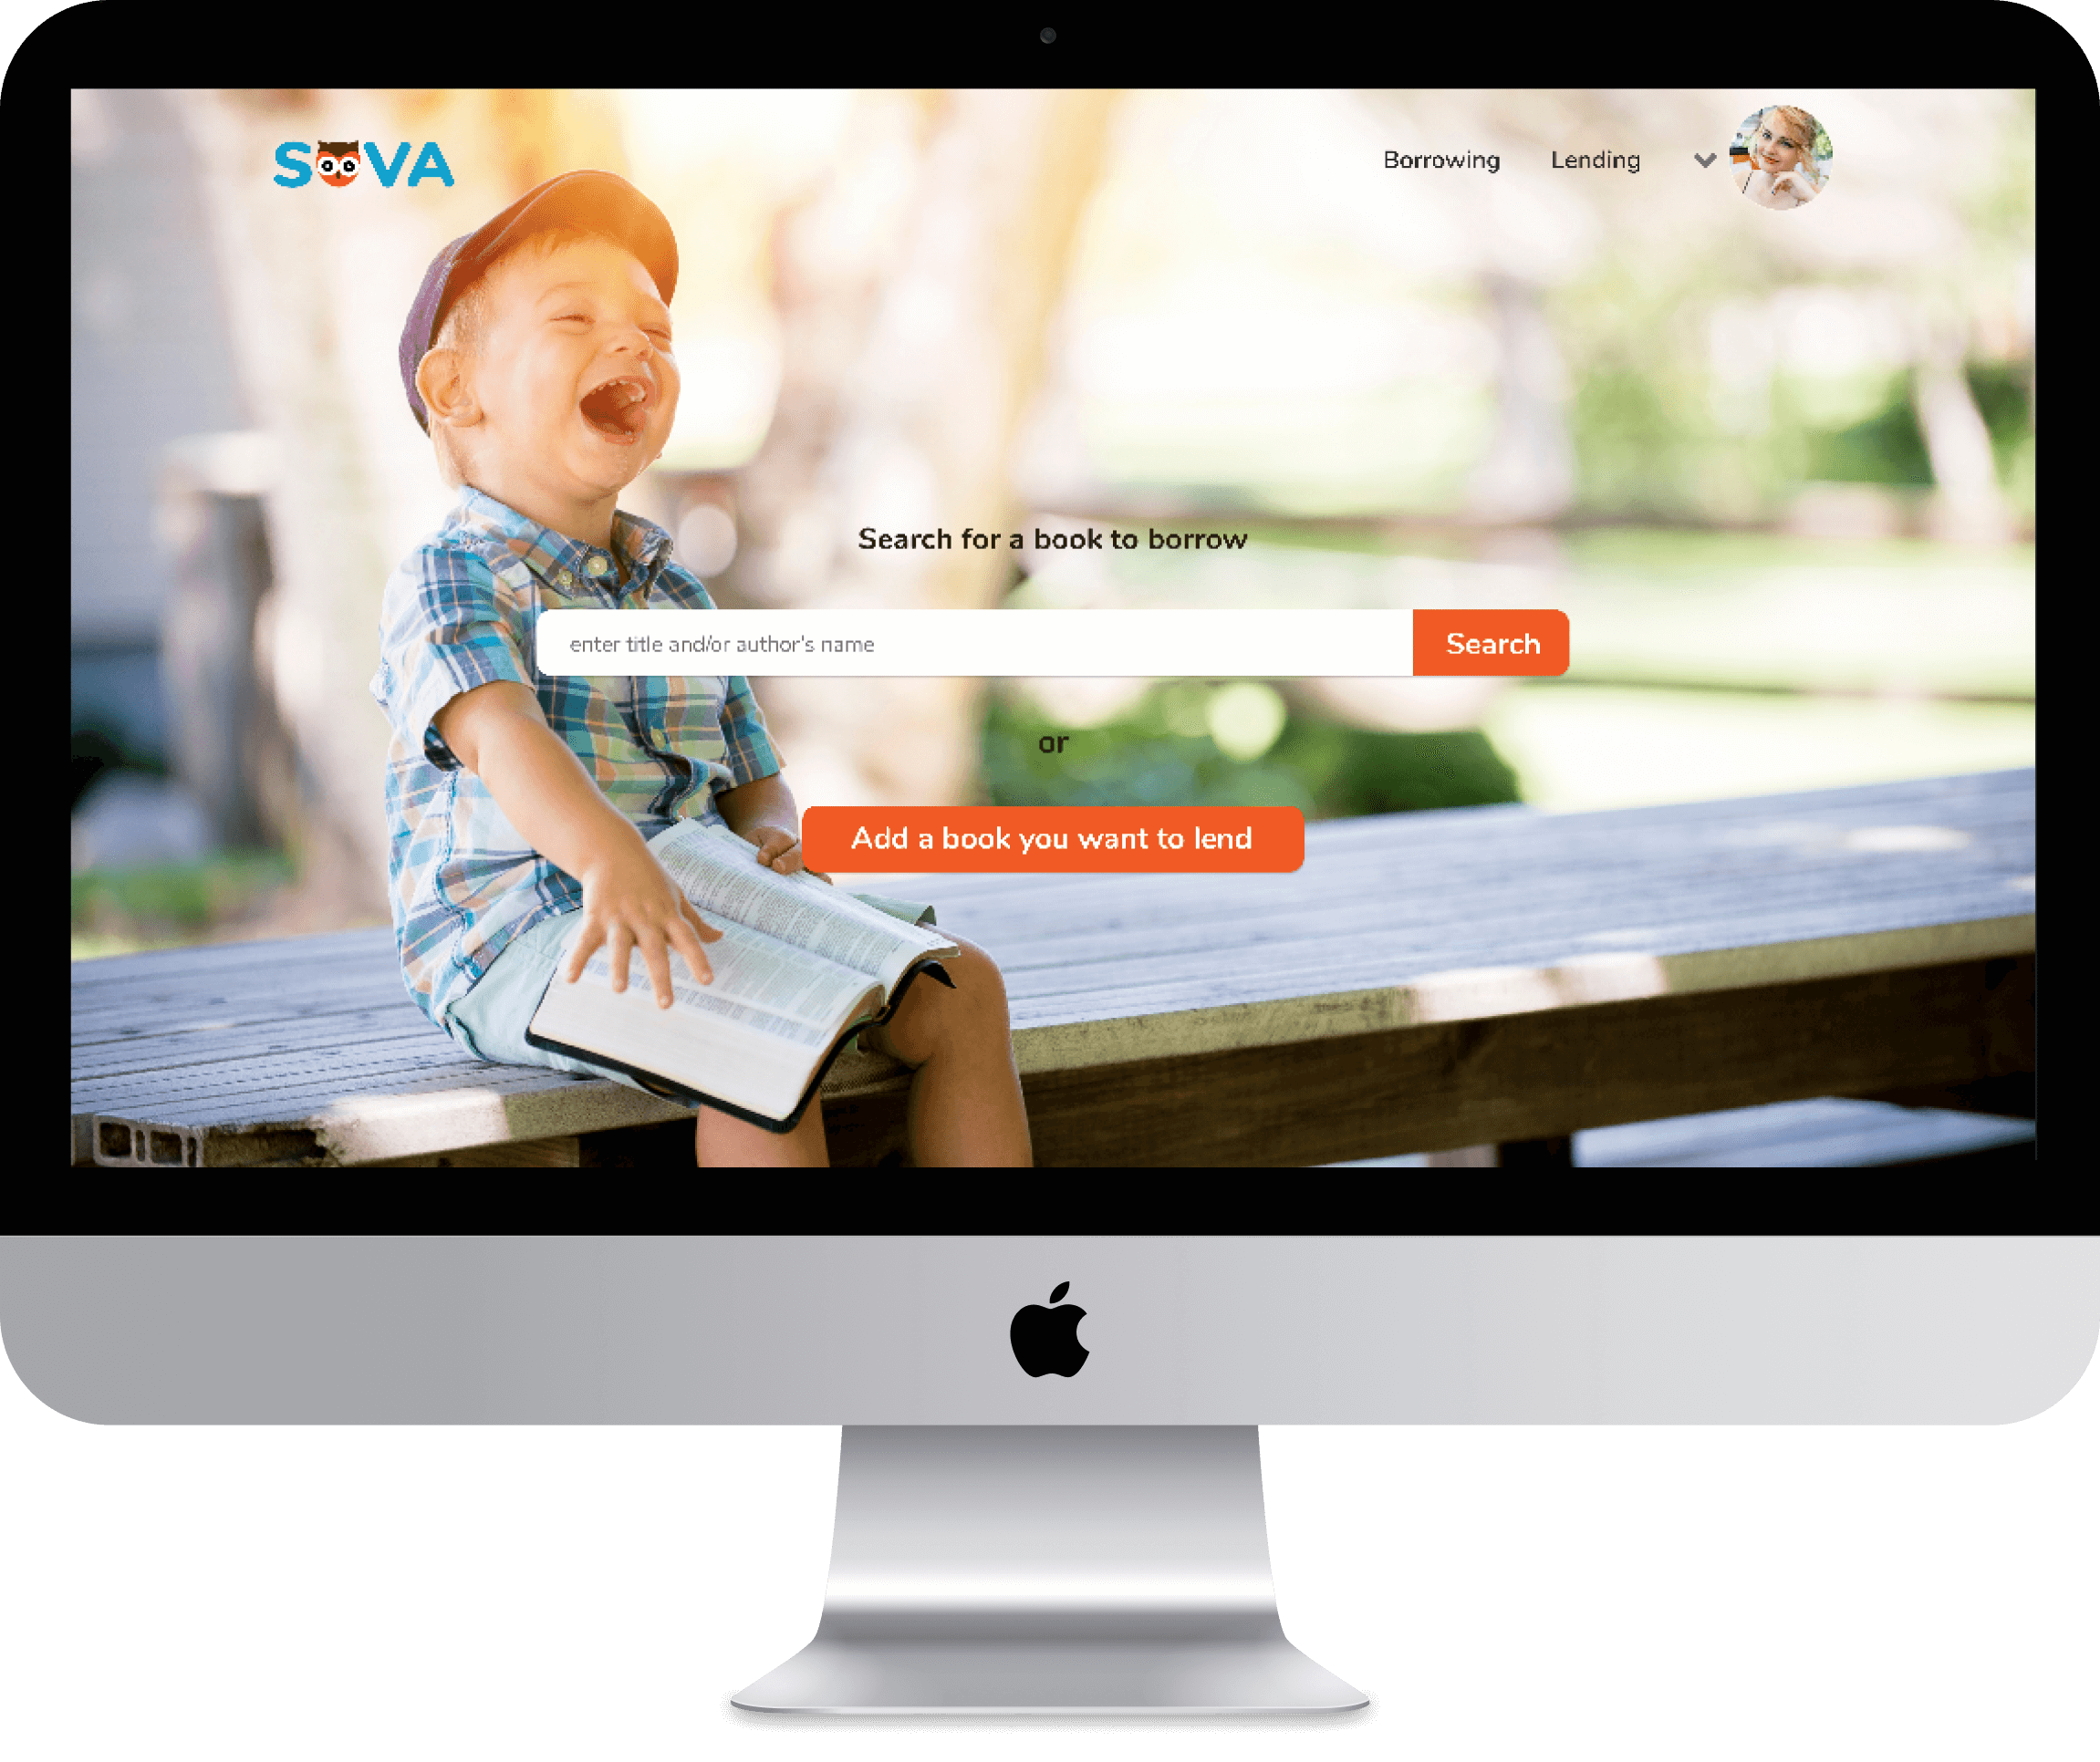 SOVA
Borrowing Lending
Search for a book to borrow
enter title and/or author's name
Search
or
Add a book you want to lend